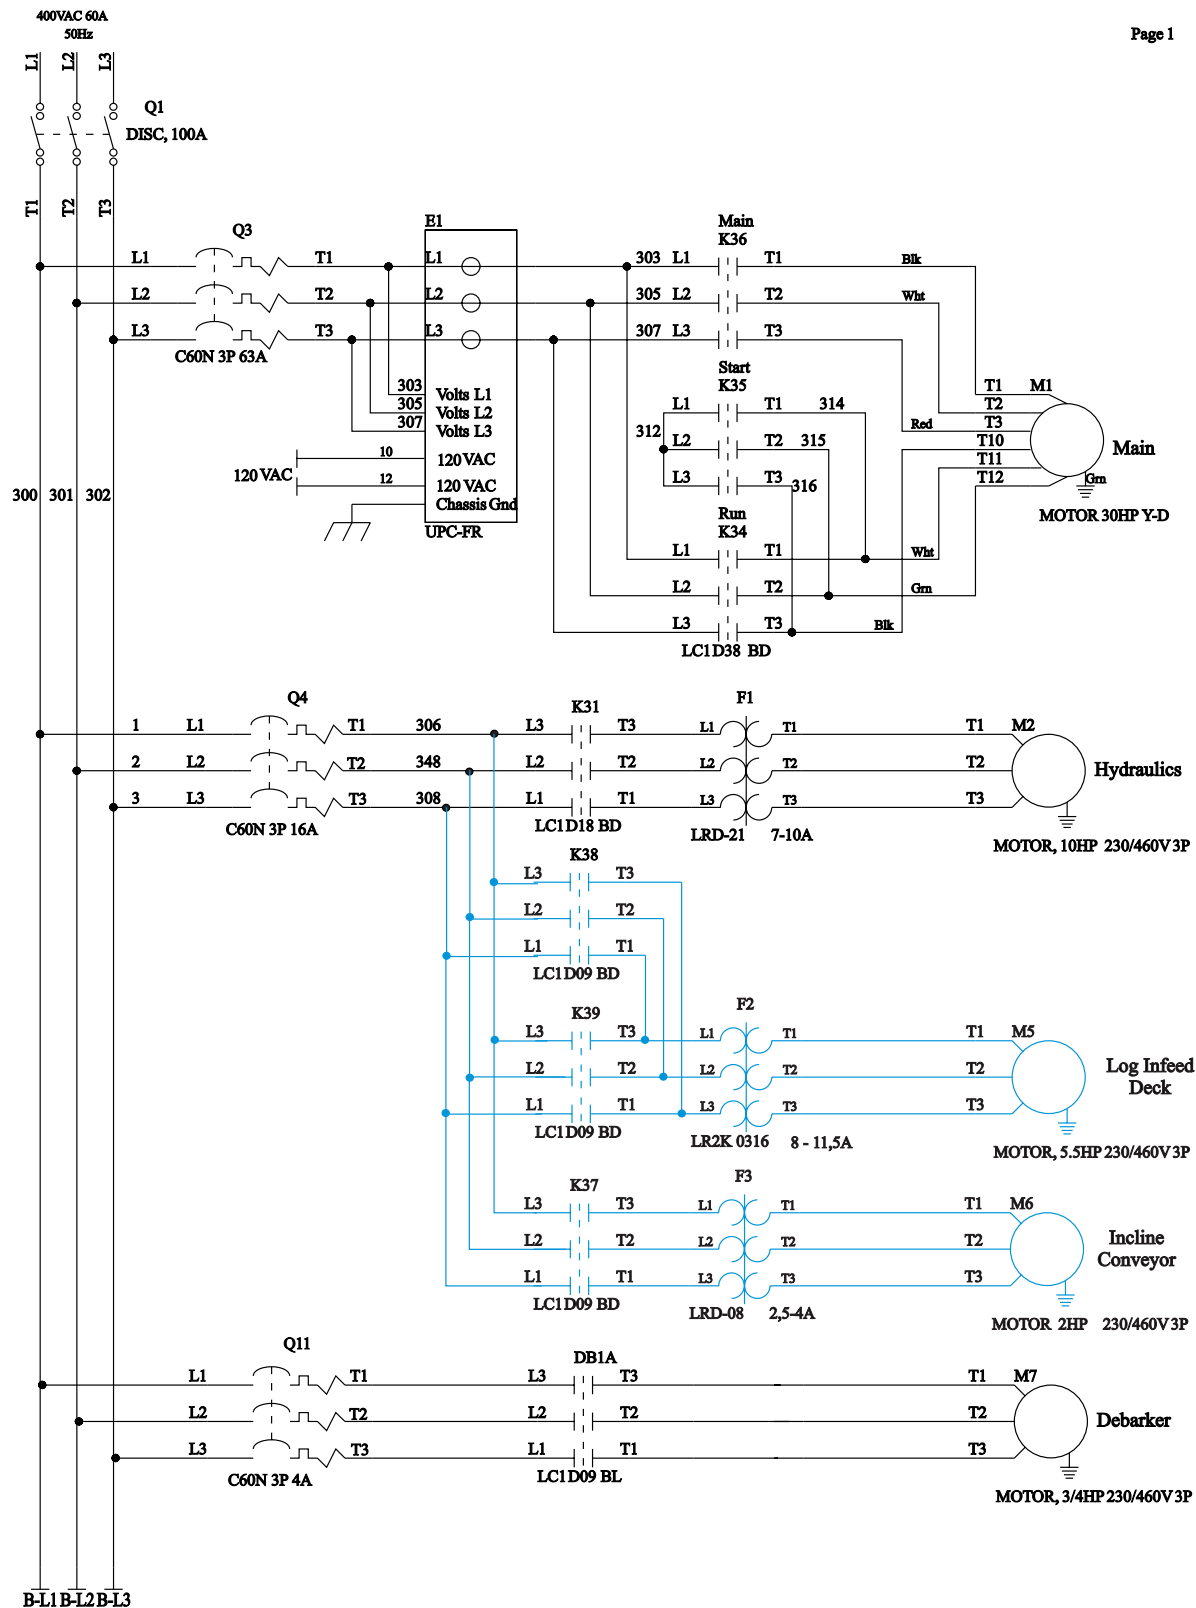 400VAC 60A
50Hz
Page 1
L1 L2 L3
Q1
DISC, 100A
T1 T2 T3
Q3
E1
Main
K36
L1 T1 L1 303 L1 T1 Blk
L2 T2 L2 305 L2 T2 Wht
L3 T3 L3 307 L3 T3
C60N 3P 63A
Start
K35
303 Volts L1
305 Volts L2
307 Volts L3
10 120 VAC
12 120 VAC
120 VAC
Chassis Gnd
UPC-FR
300 301 302
L1 T1 314
312 L2 T2 315
L3 T3 316
Red
T1 M1
T2
T3
T10
T11
T12
Main
Grn
MOTOR 30HP Y-D
Run
K34
L1 T1 Wht
L2 T2 Grn
L3 T3 Blk
LC1D38 BD
Q4
K31
F1
1 L1 T1 306 L3 T3 L1 T1 T1 M2
2 L2 T2 348 L2 T2 L2 T2 T2 Hydraulics
3 L3 T3 308 L1 T1 L3 T3 T3
C60N 3P 16A
LC1D18 BD
LRD-21 7-10A
MOTOR, 10HP 230/460V 3P
K38
L3 T3
L2 T2
L1 T1
LC1D09 BD
K39
F2
L3 T3 L1 T1 T1 M5
L2 T2 L2 T2 T2
L1 T1 L3 T3 T3
Log Infeed
Deck
LC1D09 BD
LR2K 0316 8 - 11,5A
MOTOR, 5.5HP 230/460V 3P
K37
F3
L3 T3 L1 T1 T1 M6
L2 T2 L2 T2 T2
L1 T1 L3 T3 T3
Incline
Conveyor
LC1D09 BD
LRD-08 2,5-4A
MOTOR 2HP 230/460V 3P
Q11
DB1A
L1 T1 L3 T3 T1 M7
L2 T2 L2 T2 T2 Debarker
L3 T3 L1 T1 T3
C60N 3P 4A
LC1D09 BL
MOTOR, 3/4HP 230/460V 3P
B-L1 B-L2 B-L3